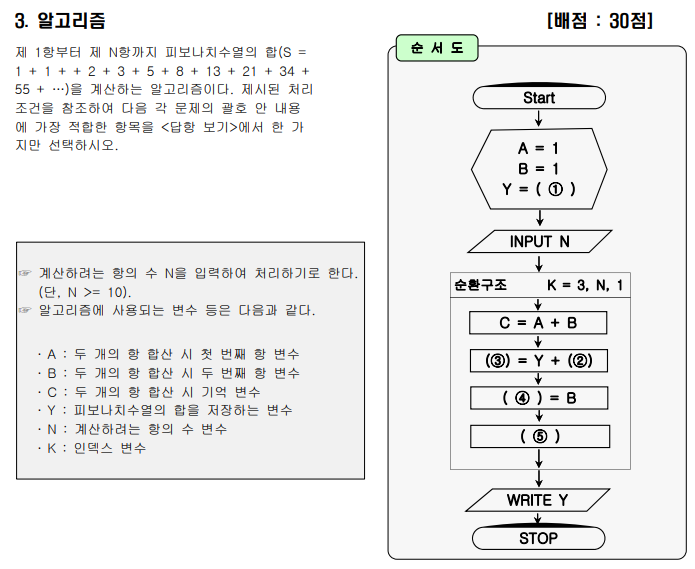 3. 알고리즘
[배점 : 30점]
제 1항부터 제 N항까지 피보나치수열의 합(S =
1 + 1 + + 2 + 3 + 5 + 8 + 13 + 21 + 34 +
55 + …)을 계산하는 알고리즘이다. 제시된 처리
조건을 참조하여 다음 각 문제의 괄호 안 내용
에 가장 적합한 항목을 <답항 보기>에서 한 가
지만 선택하시오.
☞ 계산하려는 항의 수 N을 입력하여 처리하기로 한다.
(단, N >= 10).
☞ 알고리즘에 사용되는 변수 등은 다음과 같다.
· A : 두 개의 항 합산 시 첫 번째 항 변수
· B : 두 개의 항 합산 시 두 번째 항 변수
· C : 두 개의 항 합산 시 기억 변수
· Y : 피보나치수열의 합을 저장하는 변수
· N : 계산하려는 항의 수 변수
· K : 인덱스 변수
순 서 도
Start
A = 1
B = 1
Y = ( ① )
INPUT N
순환구조 K = 3, N, 1
C = A + B
(③) = Y + (②)
( ④ ) = B
( ⑤ )
WRITE Y
STOP